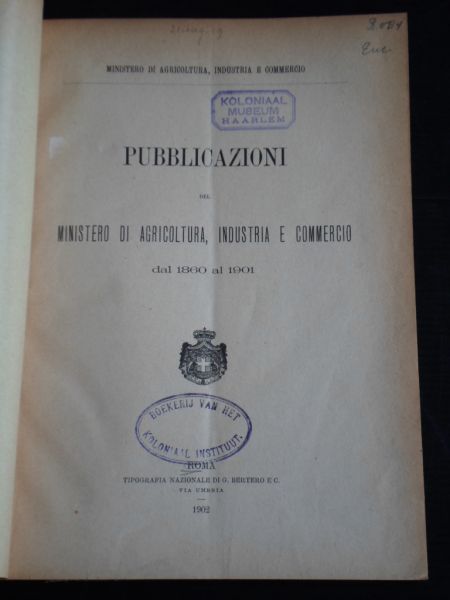 MINISTERO DI AGRICOLTURA, INDUSTRIA E COMMERCIO
KOLONIAAL
MUSEUM
HAARLEM
PUBBLICAZIONI
DEL
MINISTERO DI AGRICOLTURA, INDUSTRIA E COMMERCIO
dal 1860 al 1901
BOEKERIJ VAN HET
KOLONIAAL INSTITUUT.
ROMA
TIPOGRAFIA NAZIONALE DI G. BERTERO E C.
VIA UMBRIA
1902